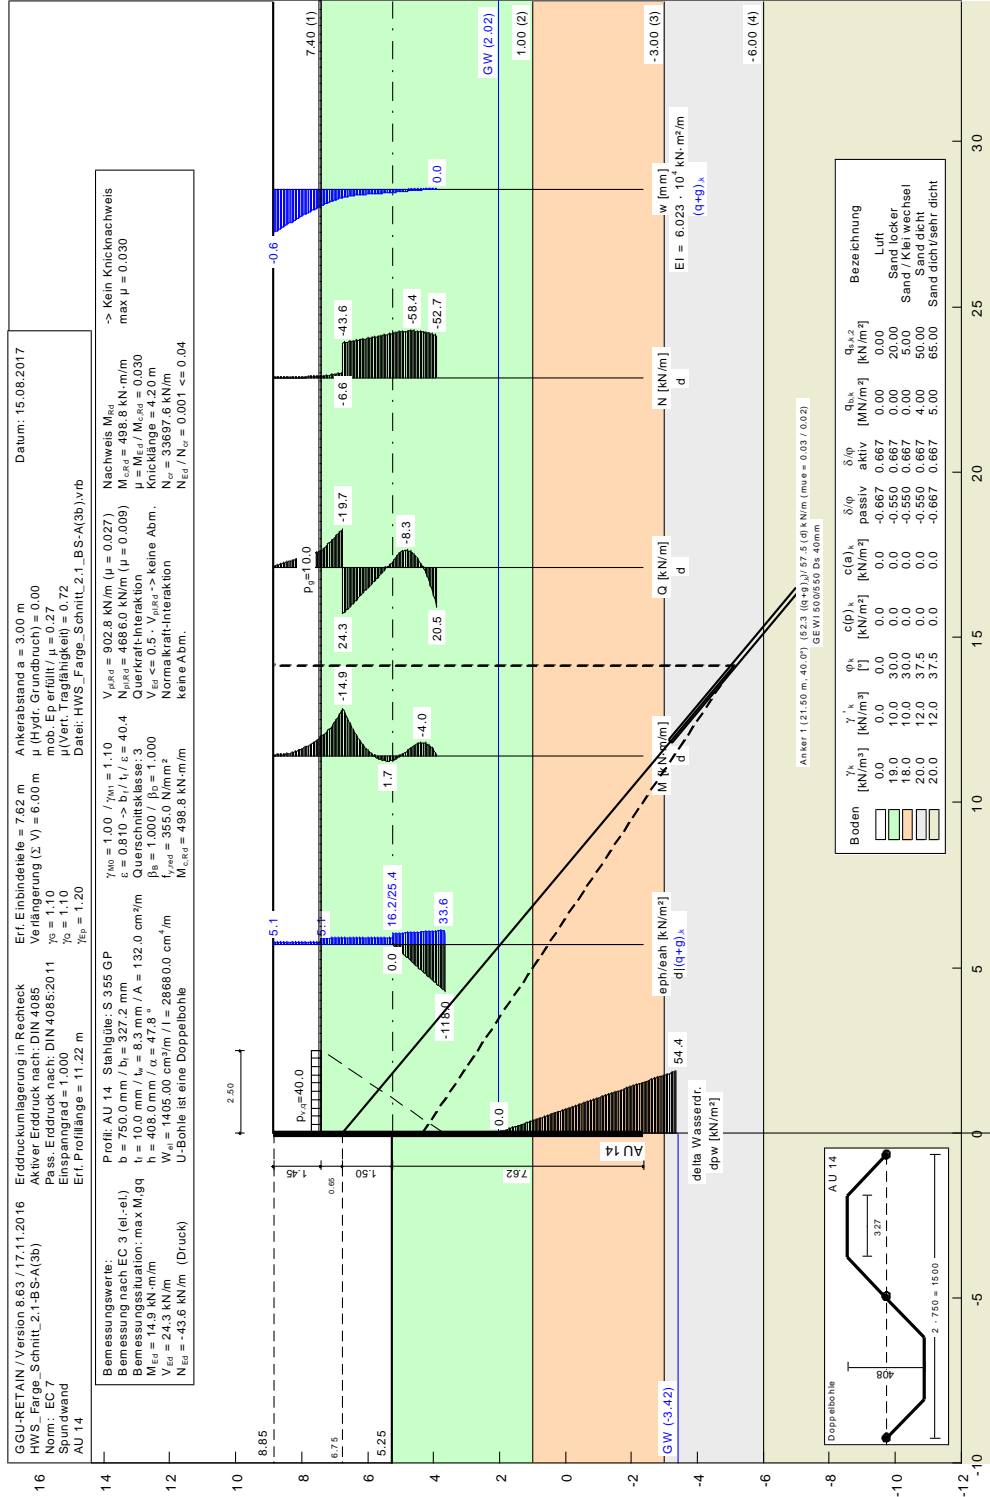 GGU-RETAIN / Version 8.63 / 17.11.2016
HWS_Farge_Schnitt_2.1-BS-A(3b)
Norm: EC 7
Spundwand
AU 14
Erddruckumlagerung in Rechteck
Aktiver Erddruck nach: DIN 4085
Pass. Erddruck nach: DIN 4085:2011
Einspanngrad = 1.000
Erf. Profillänge = 11.22 m
Erf. Einbindetiefe = 7.62 m
Verlängerung (Σ V) = 6.00 m
γG = 1.10
γQ = 1.10
γEp = 1.20
Ankerabstand a = 3.00 m
μ (Hydr. Grundbruch) = 0.00
mob. Ep erfüllt / μ = 0.27
μ(Vert. Tragfähigkeit) = 0.72
Datei: HWS_Farge_Schnitt_2.1_BS-A(3b).vrb
Datum: 15.08.2017
Bemessungswerte:
Bemessung nach EC 3 (el.-el.)
Bemessungssituation: max M,gq
MEd = 14.9 kN·m/m
VEd = 24.3 kN/m
NEd = -43.6 kN/m (Druck)
Profil: AU 14 Stahlgüte: S 355 GP
b = 750.0 mm / bf = 327.2 mm
tf = 10.0 mm / tw = 8.3 mm / A = 132.0 cm²/m
h = 408.0 mm / α = 47.8 °
Wel = 1405.00 cm³/m / I = 28680.0 cm⁴/m
U-Bohle ist eine Doppelbohle
γM0 = 1.00 / γM1 = 1.10
ε = 0.810 -> bf / tf / ε = 40.4
Querschnittsklasse: 3
βB = 1.000 / βD = 1.000
fy,red = 355.0 N/mm²
Mc,Rd = 498.8 kN·m/m
Vpl,Rd = 902.8 kN/m (μ = 0.027)
Npl,Rd = 4686.0 kN/m (μ = 0.009)
Querkraft-Interaktion
VEd <= 0.5 · Vpl,Rd -> keine Abm.
Normalkraft-Interaktion
keine Abm.
Nachweis MRd
Mc,Rd = 498.8 kN·m/m
μ = MEd / Mc,Rd = 0.030
Knicklänge = 4.20 m
Ncr = 33697.6 kN/m
NEd / Ncr = 0.001 <= 0.04
-> Kein Knicknachweis
max μ = 0.030
16
14
12
10
8
6
4
2
0
-2
-4
-6
-8
-10
-12
8.85
6.75
5.25
GW (-3.42)
1.45
0.65
1.50
7.62
2.50
pv,q=40.0
AU 14
0.0
54.4
delta Wasserdr.
dpw [kN/m²]
5.1
5.1
16.2/25.4
0.0
33.6
-118.0
eph/eah [kN/m²]
d|(q+g),k
-14.9
1.7
-4.0
M [kN·m/m]
d
pg=10.0
-19.7
24.3
-8.3
20.5
Q [kN/m]
d
-43.6
-6.6
-58.4
-52.7
N [kN/m]
d
-0.6
0.0
w [mm]
EI = 6.023 · 10⁴ kN·m²/m
(q+g),k
7.40 (1)
GW (2.02)
1.00 (2)
-3.00 (3)
-6.00 (4)
Anker 1 (21.50 m, 40.0°) (52.3 ((q+g),k)/ 57.5 (d) kN/m (mue = 0.03 / 0.02)
GEWI 500/550 Ds 40mm
Doppelbohle
AU 14
327
408
2 · 750 = 1500
Boden γk [kN/m³] γ'k [kN/m³] φk [°] c(p)k [kN/m²] c(a)k [kN/m²] δ/φ passiv δ/φ aktiv qb,k [MN/m²] qs,k,2 [kN/m²] Bezeichnung
0.0 0.0 0.0 0.0 0.0 -0.667 0.667 0.00 0.00 Luft
19.0 10.0 30.0 0.0 0.0 -0.550 0.667 0.00 20.00 Sand locker
18.0 10.0 30.0 0.0 0.0 -0.550 0.667 0.00 5.00 Sand / Klei wechsel
20.0 12.0 37.5 0.0 0.0 -0.550 0.667 4.00 50.00 Sand dicht
20.0 12.0 37.5 0.0 0.0 -0.667 0.667 5.00 65.00 Sand dicht/sehr dicht
-10
-5
0
5
10
15
20
25
30